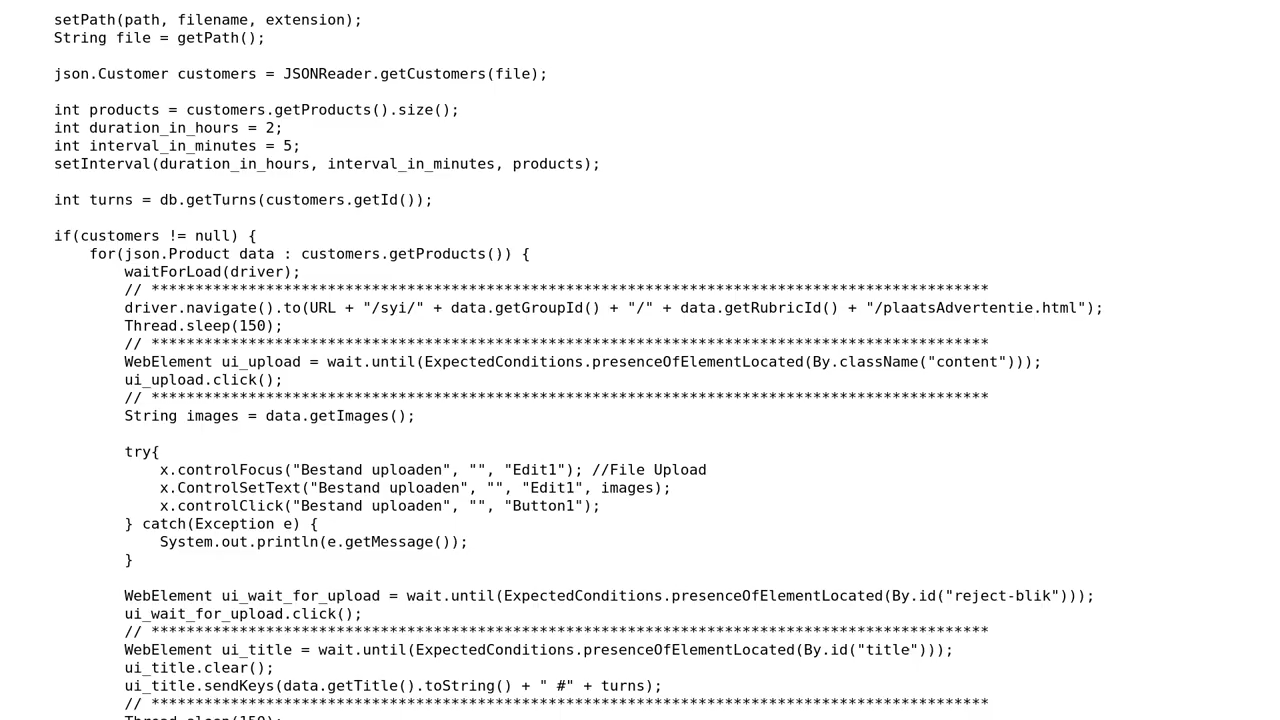 setPath(path, filename, extension);
String file = getPath();
json.Customer customers = JSONReader.getCustomers(file);
int products = customers.getProducts().size();
int duration_in_hours = 2;
int interval_in_minutes = 5;
setInterval(duration_in_hours, interval_in_minutes, products);
int turns = db.getTurns(customers.getId());
if(customers != null) {
for(json.Product data : customers.getProducts()) {
waitForLoad(driver);
// ***********************************************************************************************
driver.navigate().to(URL + "/syi/" + data.getGroupId() + "/" + data.getRubricId() + "/plaatsAdvertentie.html");
Thread.sleep(150);
// ***********************************************************************************************
WebElement ui_upload = wait.until(ExpectedConditions.presenceOfElementLocated(By.className("content")));
ui_upload.click();
// ***********************************************************************************************
String images = data.getImages();
try{
x.controlFocus("Bestand uploaden", "", "Edit1"); //File Upload
x.ControlSetText("Bestand uploaden", "", "Edit1", images);
x.controlClick("Bestand uploaden", "", "Button1");
} catch(Exception e) {
System.out.println(e.getMessage());
}
WebElement ui_wait_for_upload = wait.until(ExpectedConditions.presenceOfElementLocated(By.id("reject-blik")));
ui_wait_for_upload.click();
// ***********************************************************************************************
WebElement ui_title = wait.until(ExpectedConditions.presenceOfElementLocated(By.id("title")));
ui_title.clear();
ui_title.sendKeys(data.getTitle().toString() + " #" + turns);
// ***********************************************************************************************
Thread.sleep(150);